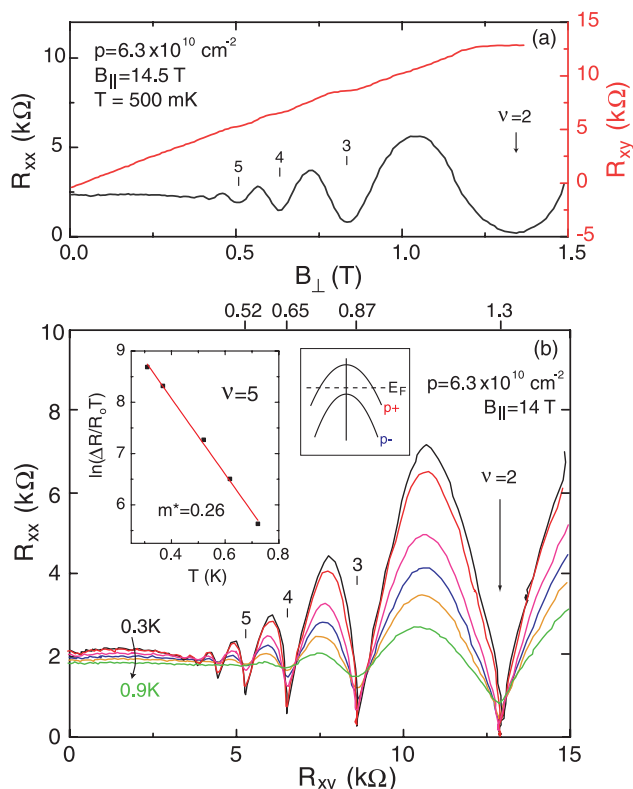 (a)
p=6.3x10¹⁰ cm⁻²
B||=14.5 T
T = 500 mK
ν=2
5
4
3
10
5
0
Rxx (kΩ)
15
10
5
0
-5
Rxy (kΩ)
0.0
0.5
1.0
1.5
B⊥ (T)
0.52
0.65
0.87
1.3
(b)
p=6.3x10¹⁰ cm⁻²
B||=14 T
EF
p+
p-
9
8
7
6
ln(ΔR/RoT)
ν=5
m*=0.26
0.4
0.6
0.8
T (K)
ν=2
3
4
5
0.3K
0.9K
10
8
6
4
2
0
Rxx (kΩ)
0
5
10
15
Rxy (kΩ)